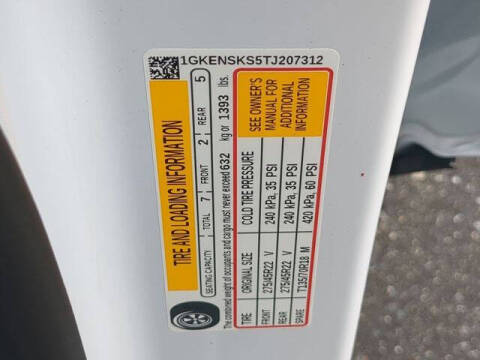 1GKENSKS5TJ207312
TIRE AND LOADING INFORMATION
SEATING CAPACITY | TOTAL 7 | FRONT 2 | REAR 5
The combined weight of occupants and cargo must never exceed 632 kg or 1393 lbs.
TIRE ORIGINAL SIZE COLD TIRE PRESSURE
FRONT 275/45R22 V 240 kPa, 35 PSI
REAR 275/45R22 V 240 kPa, 35 PSI
SPARE T135/70R18 M 420 kPa, 60 PSI
SEE OWNER'S
MANUAL FOR
ADDITIONAL
INFORMATION